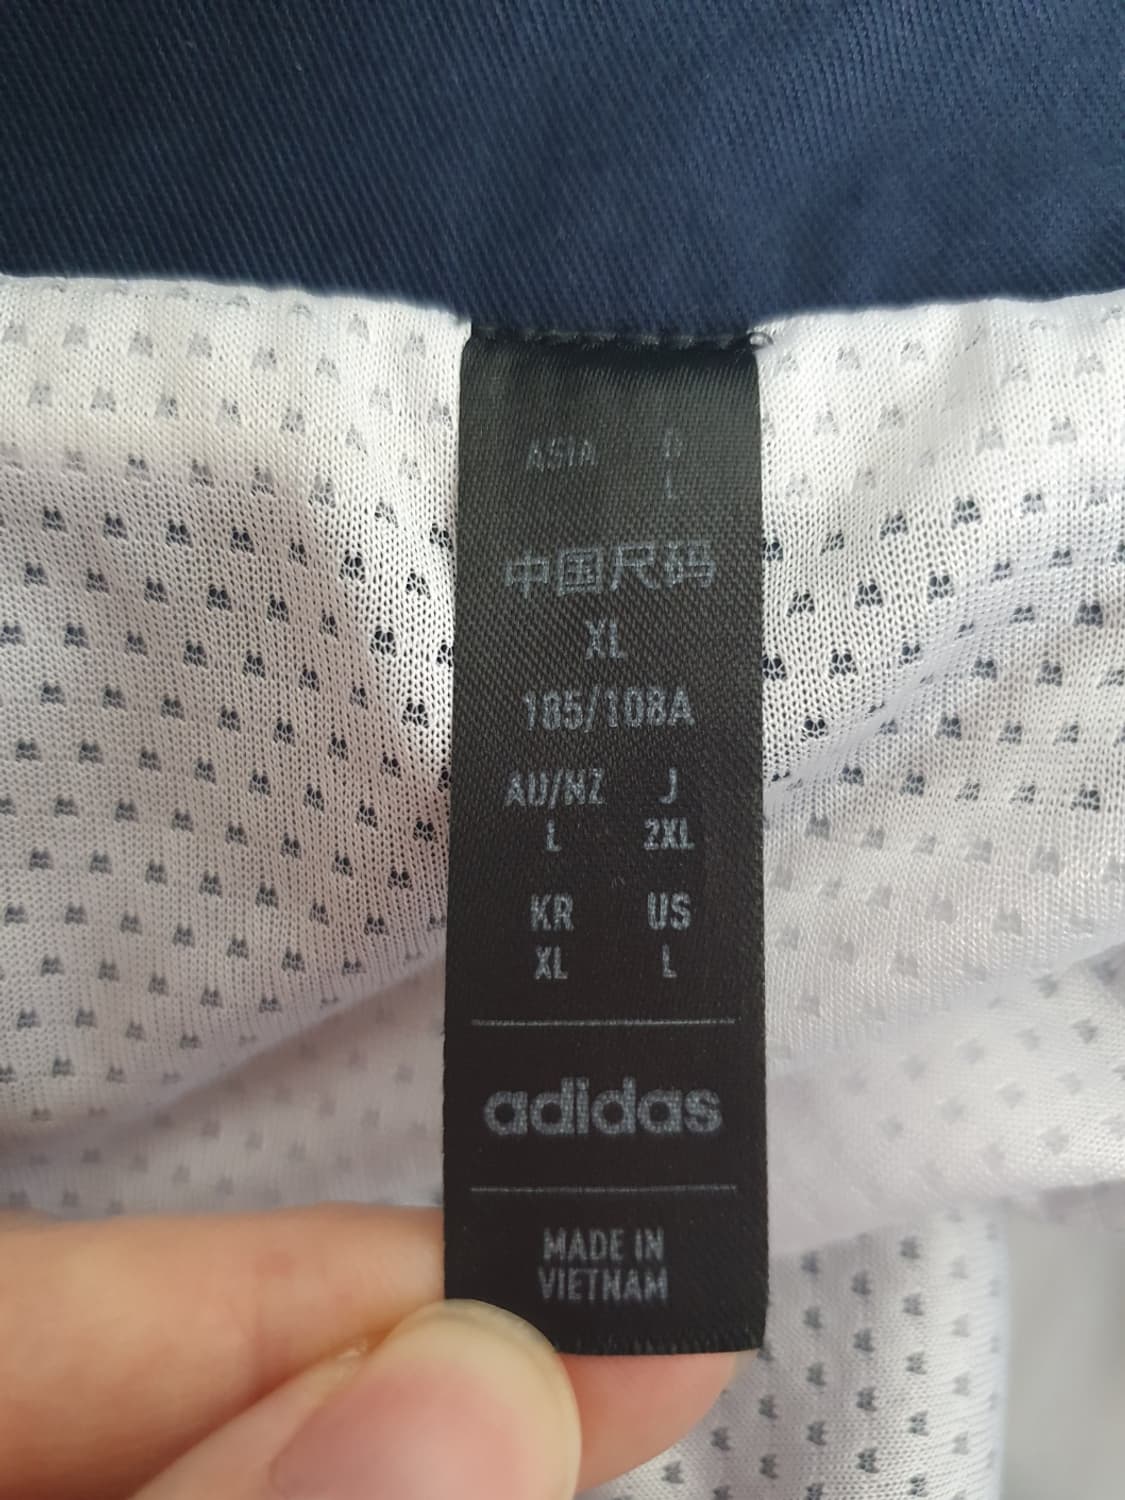 ASIA D
L
中国尺码
XL
185/108A
AU/NZ J
L 2XL
KR US
XL L
adidas
MADE IN
VIETNAM